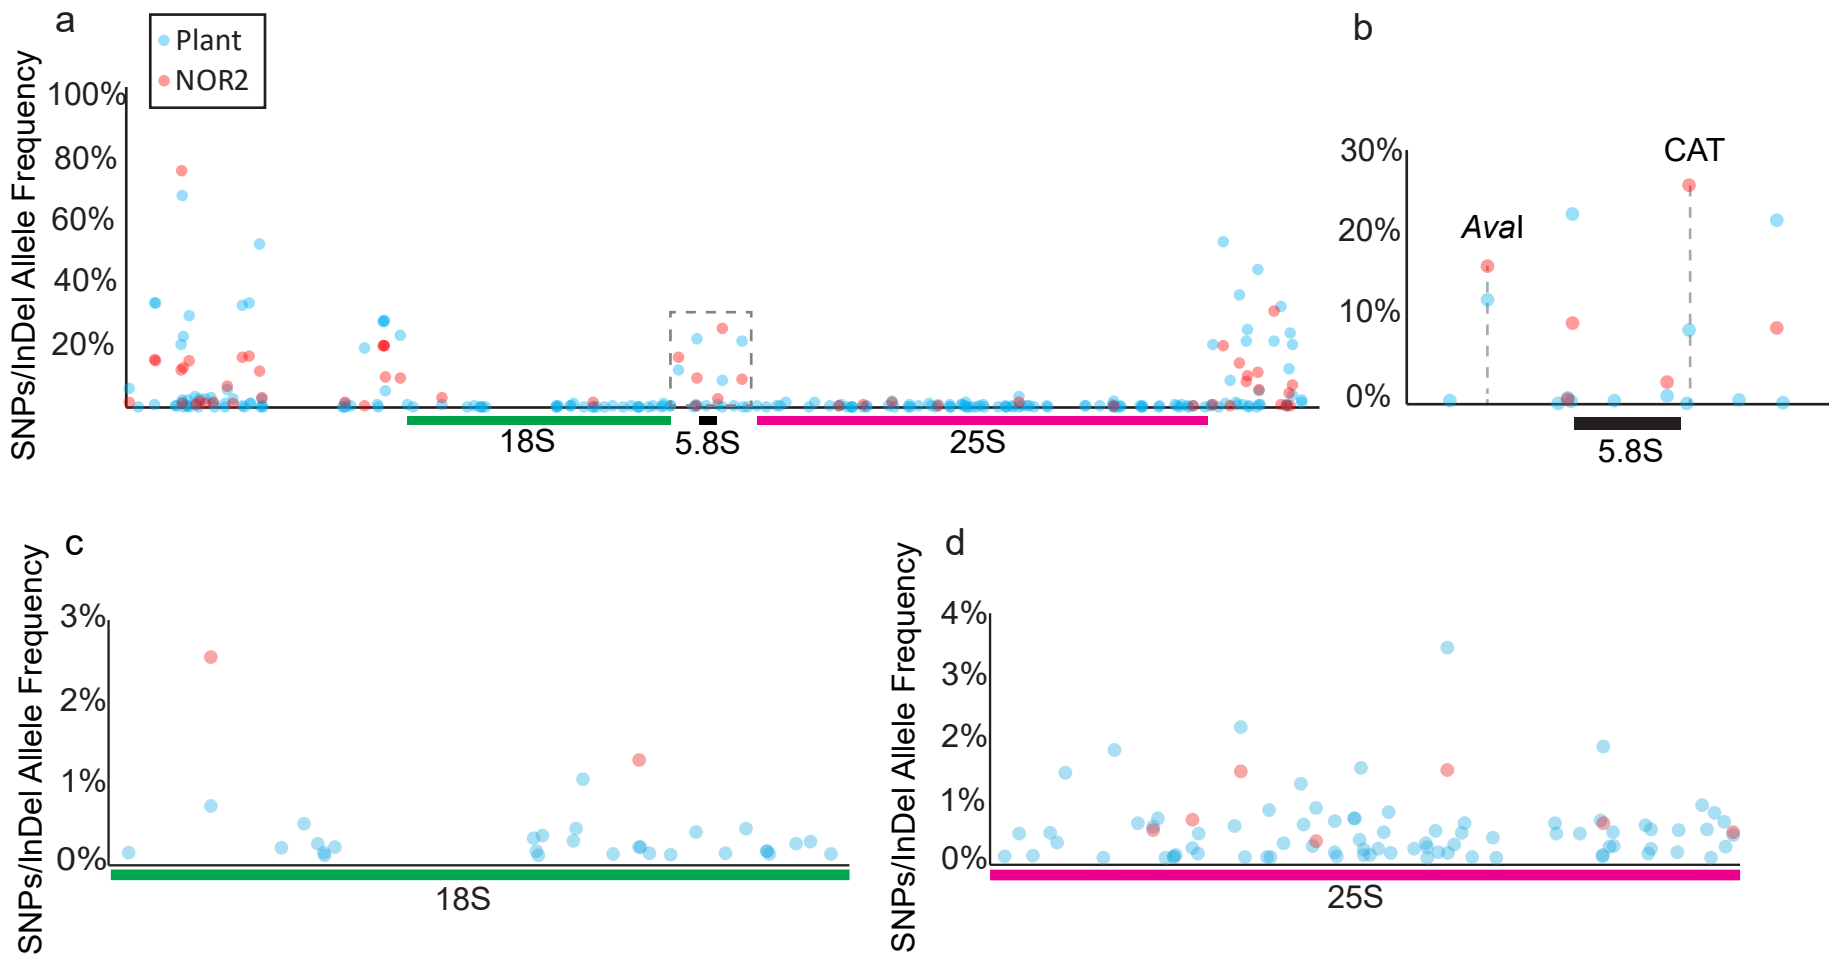 a
Plant
NOR2
SNPs/InDel Allele Frequency
100%
80%
60%
40%
20%
18S
5.8S
25S
b
30%
20%
10%
0%
AvaI
CAT
5.8S
c
SNPs/InDel Allele Frequency
3%
2%
1%
0%
18S
d
SNPs/InDel Allele Frequency
4%
3%
2%
1%
0%
25S